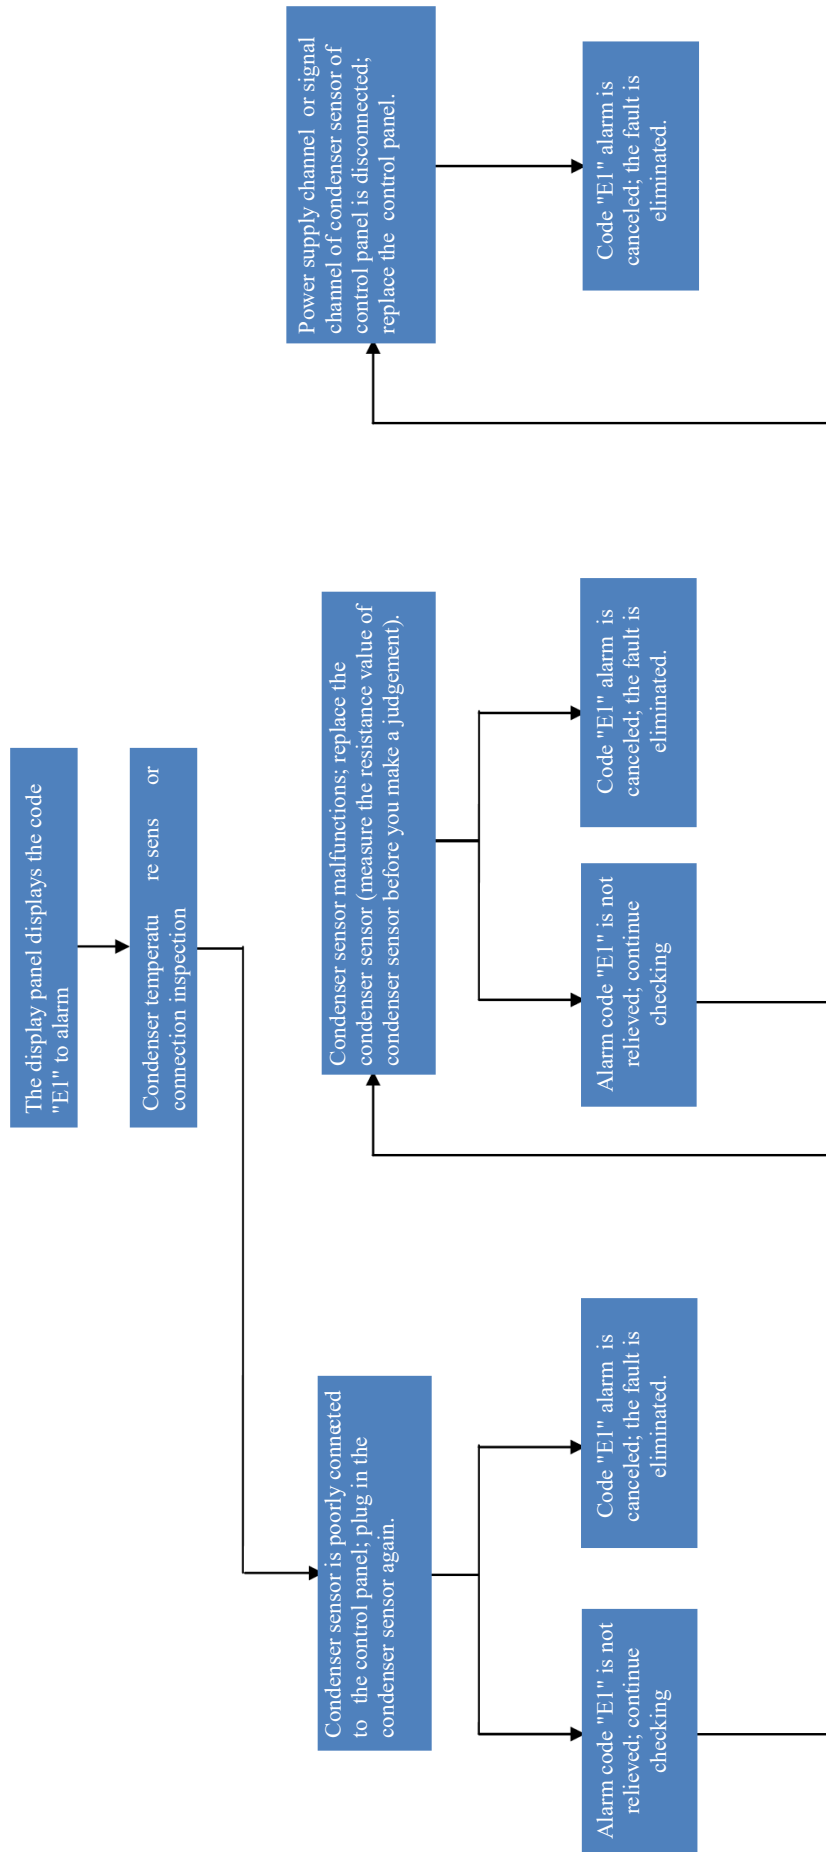 The display panel displays the code
"E1" to alarm
Condenser temperatu re sens or
connection inspection
Condenser sensor is poorly connected
to the control panel; plug in the
condenser sensor again.
Alarm code "E1" is not
relieved; continue
checking
Code "E1" alarm is
canceled; the fault is
eliminated.
Condenser sensor malfunctions; replace the
condenser sensor (measure the resistance value of
condenser sensor before you make a judgement).
Alarm code "E1" is not
relieved; continue
checking
Code "E1" alarm is
canceled; the fault is
eliminated.
Power supply channel or signal
channel of condenser sensor of
control panel is disconnected;
replace the control panel.
Code "E1" alarm is
canceled; the fault is
eliminated.